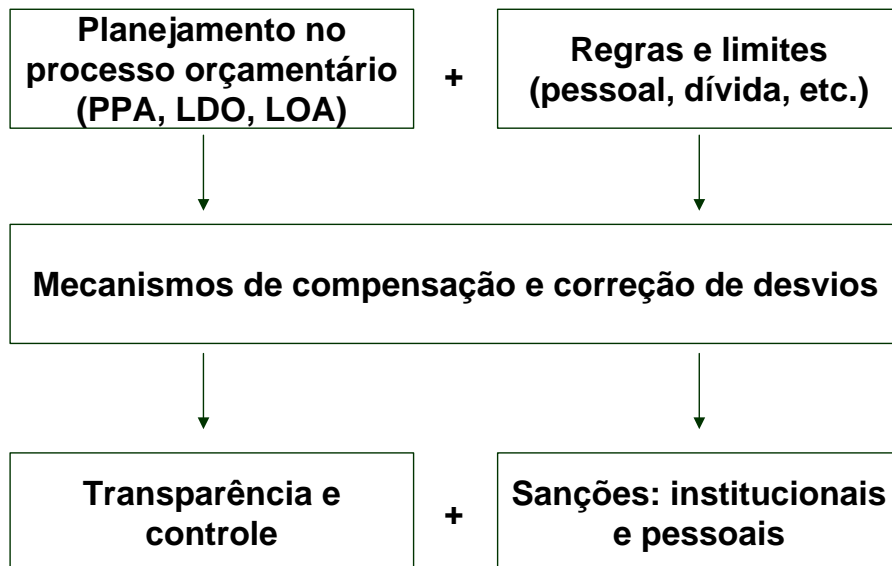 Planejamento no
processo orçamentário
(PPA, LDO, LOA)
+
Regras e limites
(pessoal, dívida, etc.)
Mecanismos de compensação e correção de desvios
Transparência e
controle
+
Sanções: institucionais
e pessoais